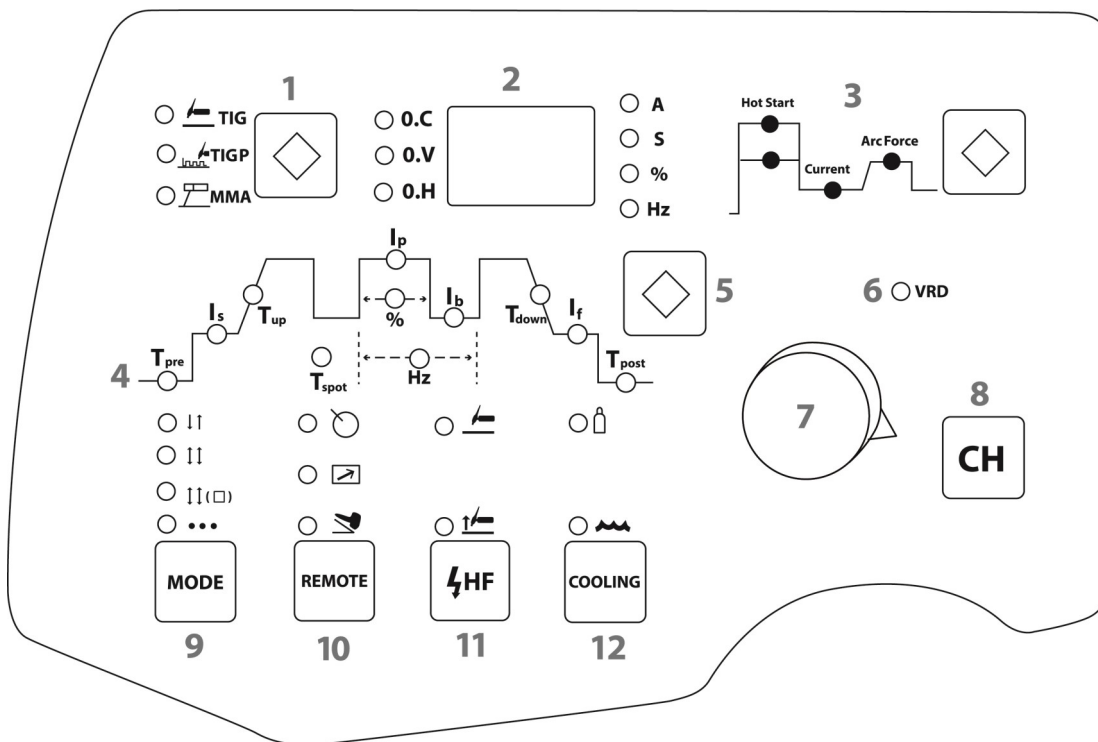 1
2
3
TIG
TIGP
MMA
0.C
0.V
0.H
A
S
%
Hz
Hot Start
Current
Arc Force
4
Tpre
Is
Tup
Tspot
Ip
%
Ib
Hz
Tdown
If
Tpost
5
6
VRD
7
8
CH
MODE
REMOTE
HF
COOLING
9
10
11
12